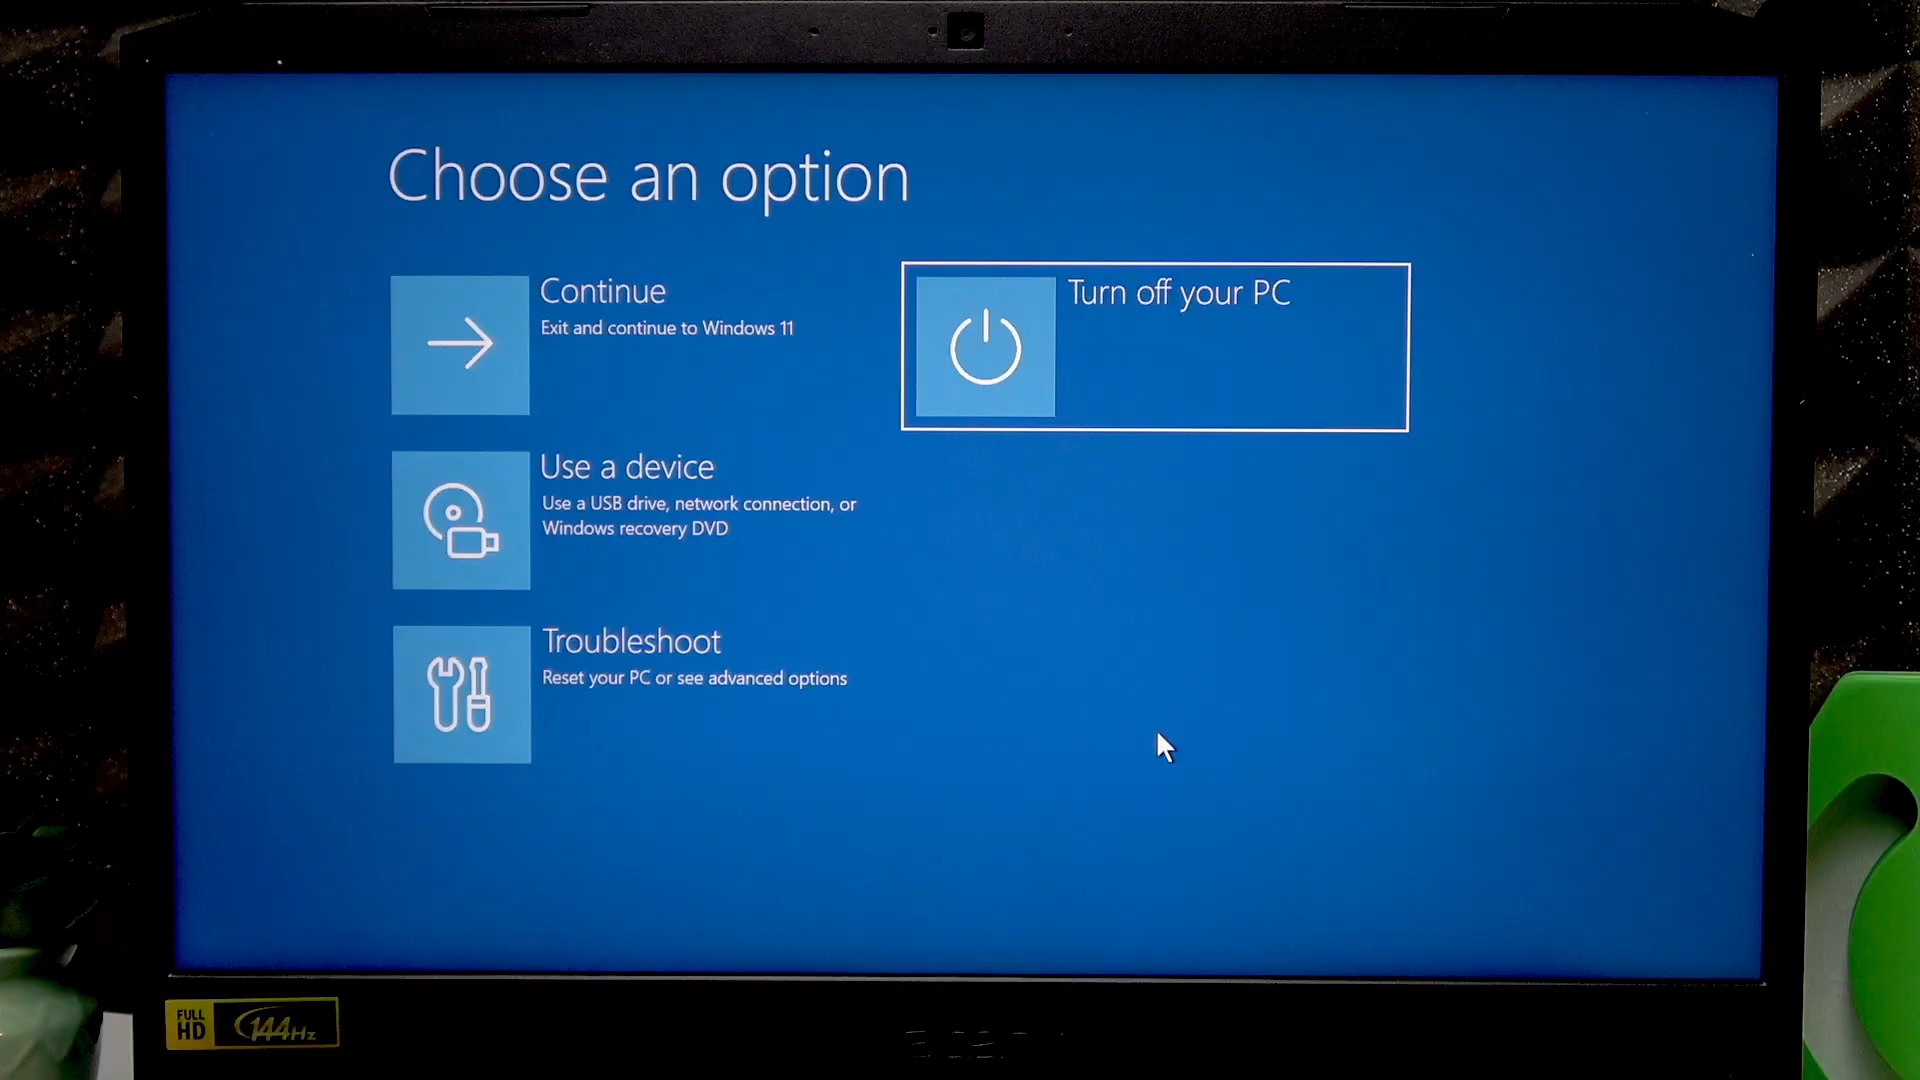 Choose an option
Continue
Exit and continue to Windows 11
Turn off your PC
Use a device
Use a USB drive, network connection, or
Windows recovery DVD
Troubleshoot
Reset your PC or see advanced options
FULL
HD
144Hz
acer